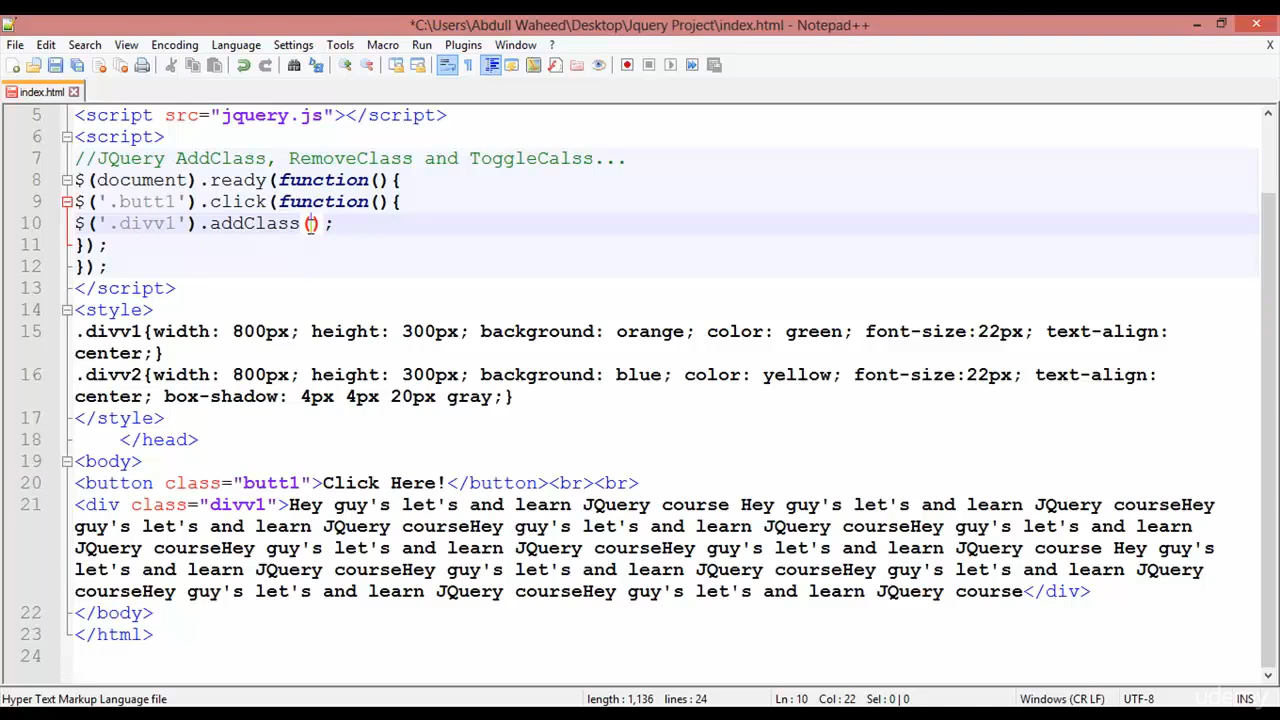 *C:\Users\Abdull Waheed\Desktop\Jquery Project\index.html - Notepad++
File Edit Search View Encoding Language Settings Tools Macro Run Plugins Window ? X
index.html
5 <script src="jquery.js"></script>
6 <script>
7 //JQuery AddClass, RemoveClass and ToggleCalss...
8 $(document).ready(function(){
9 $('.butt1').click(function(){
10 $('.divv1').addClass();
11 });
12 });
13 </script>
14 <style>
15 .divv1{width: 800px; height: 300px; background: orange; color: green; font-size:22px; text-align:
center;}
16 .divv2{width: 800px; height: 300px; background: blue; color: yellow; font-size:22px; text-align:
center; box-shadow: 4px 4px 20px gray;}
17 </style>
18 </head>
19 <body>
20 <button class="butt1">Click Here!</button><br><br>
21 <div class="divv1">Hey guy's let's and learn JQuery course Hey guy's let's and learn JQuery courseHey
guy's let's and learn JQuery courseHey guy's let's and learn JQuery courseHey guy's let's and learn
JQuery courseHey guy's let's and learn JQuery courseHey guy's let's and learn JQuery course Hey guy's
let's and learn JQuery courseHey guy's let's and learn JQuery courseHey guy's let's and learn JQuery
courseHey guy's let's and learn JQuery courseHey guy's let's and learn JQuery course</div>
22 </body>
23 </html>
24
Hyper Text Markup Language file length : 1,136 lines : 24 Ln : 10 Col : 22 Sel : 0 | 0 Windows (CR LF) UTF-8 INS
udemy